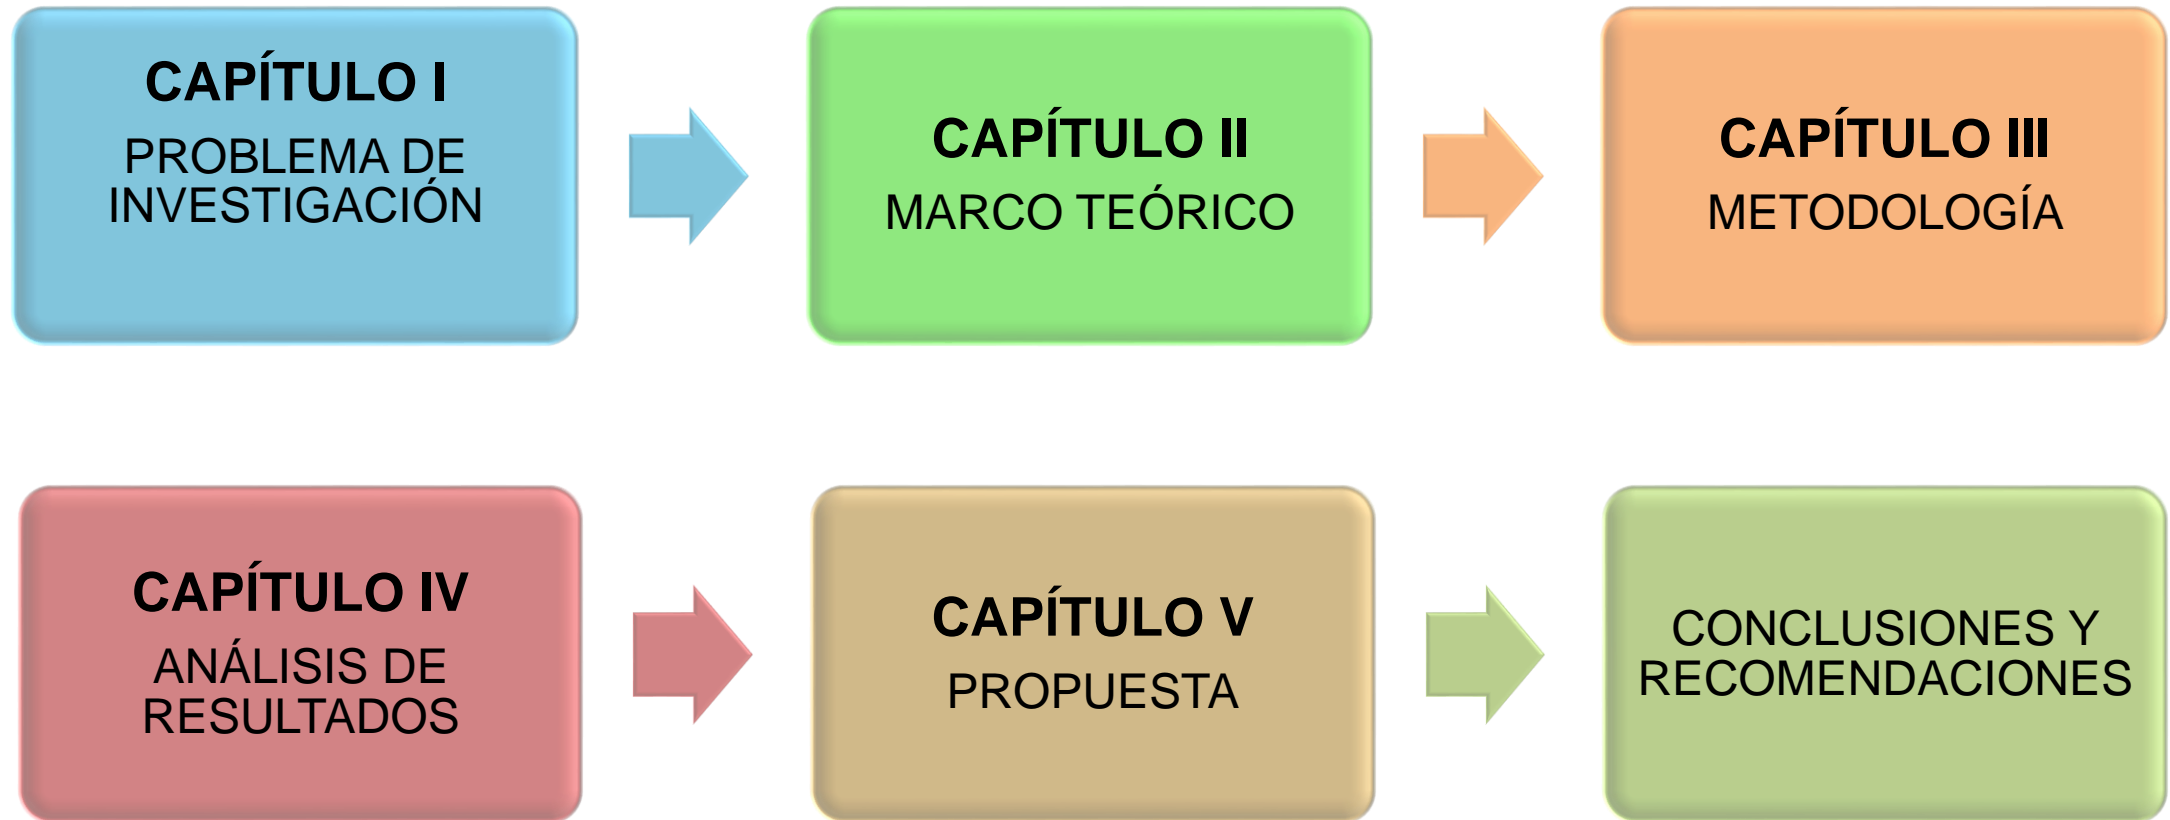 CAPÍTULO I
PROBLEMA DE
INVESTIGACIÓN
CAPÍTULO II
MARCO TEÓRICO
CAPÍTULO III
METODOLOGÍA
CAPÍTULO IV
ANÁLISIS DE
RESULTADOS
CAPÍTULO V
PROPUESTA
CONCLUSIONES Y
RECOMENDACIONES